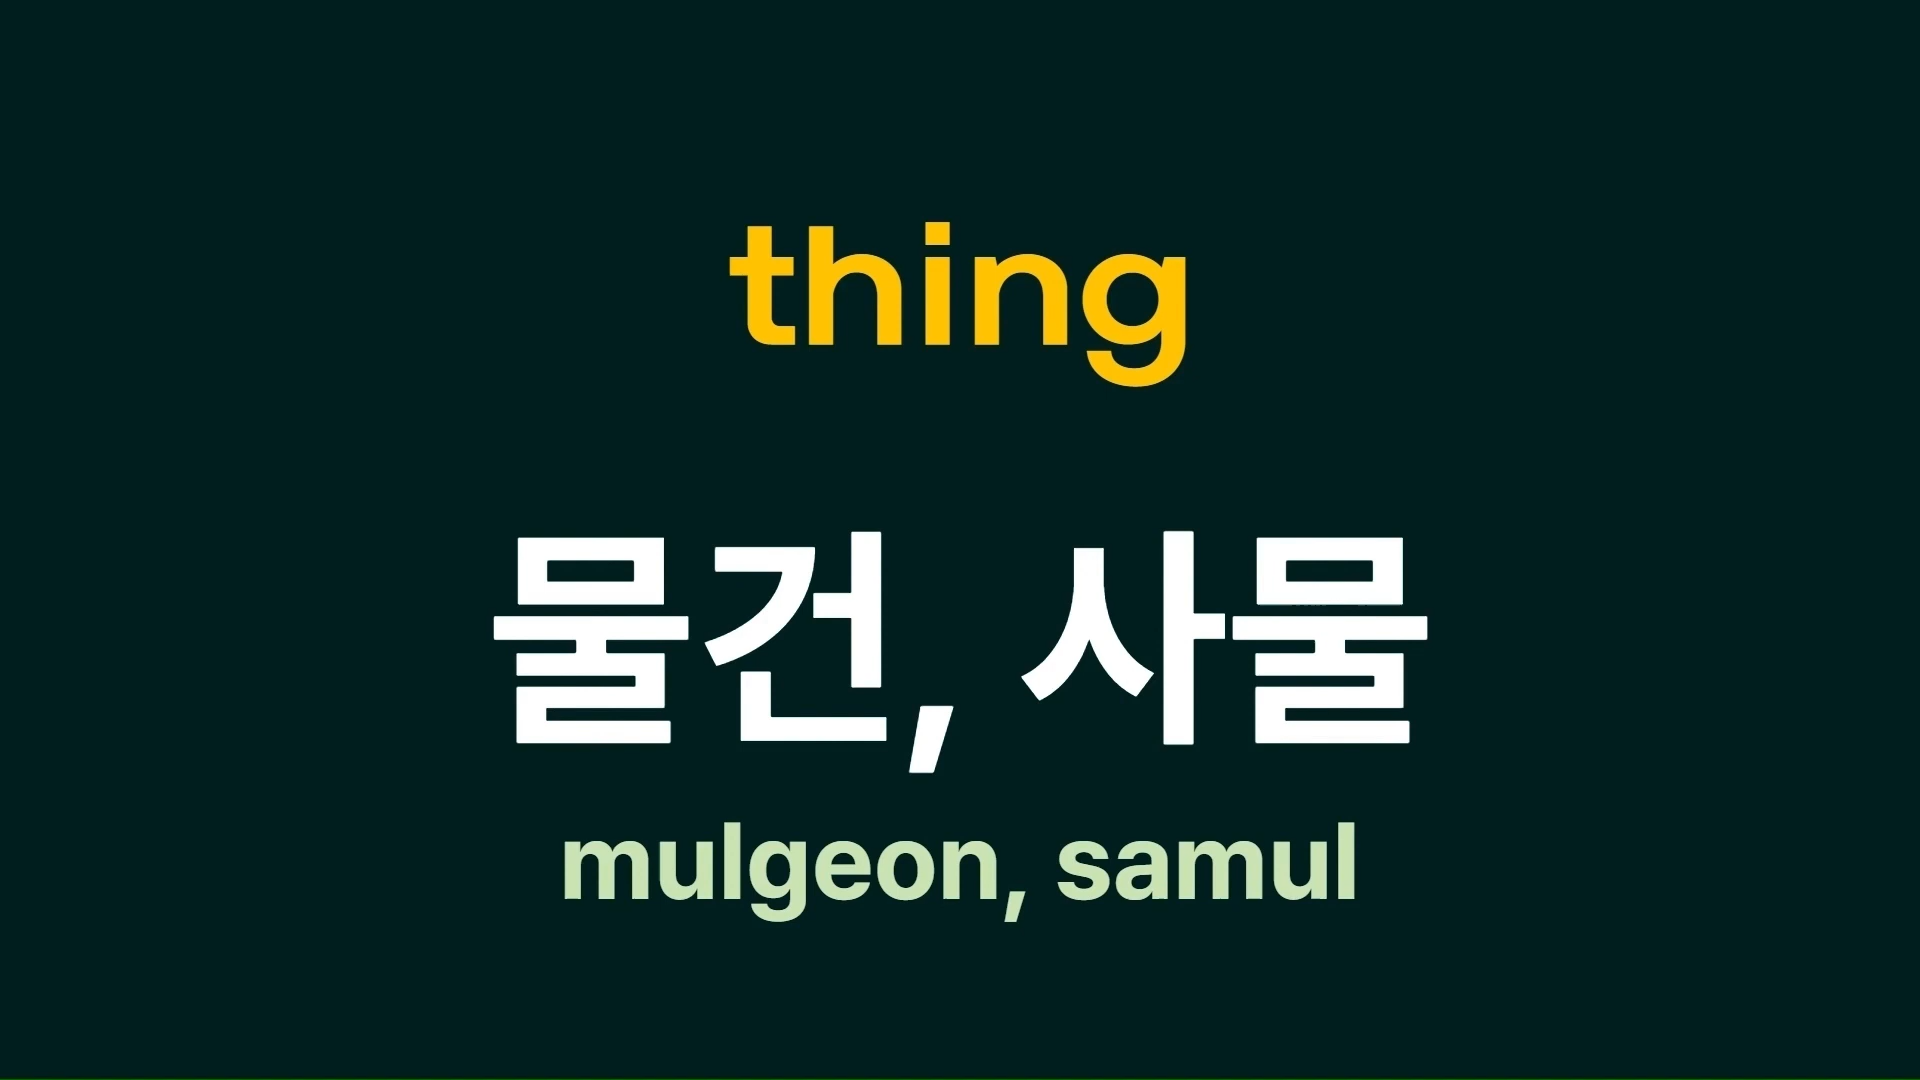 thing
물건, 사물
mulgeon, samul